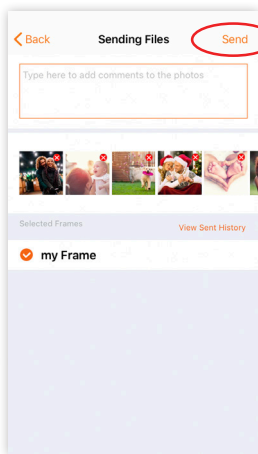 Back Sending Files Send
Type here to add comments to the photos
Selected Frames
View Sent History
my Frame